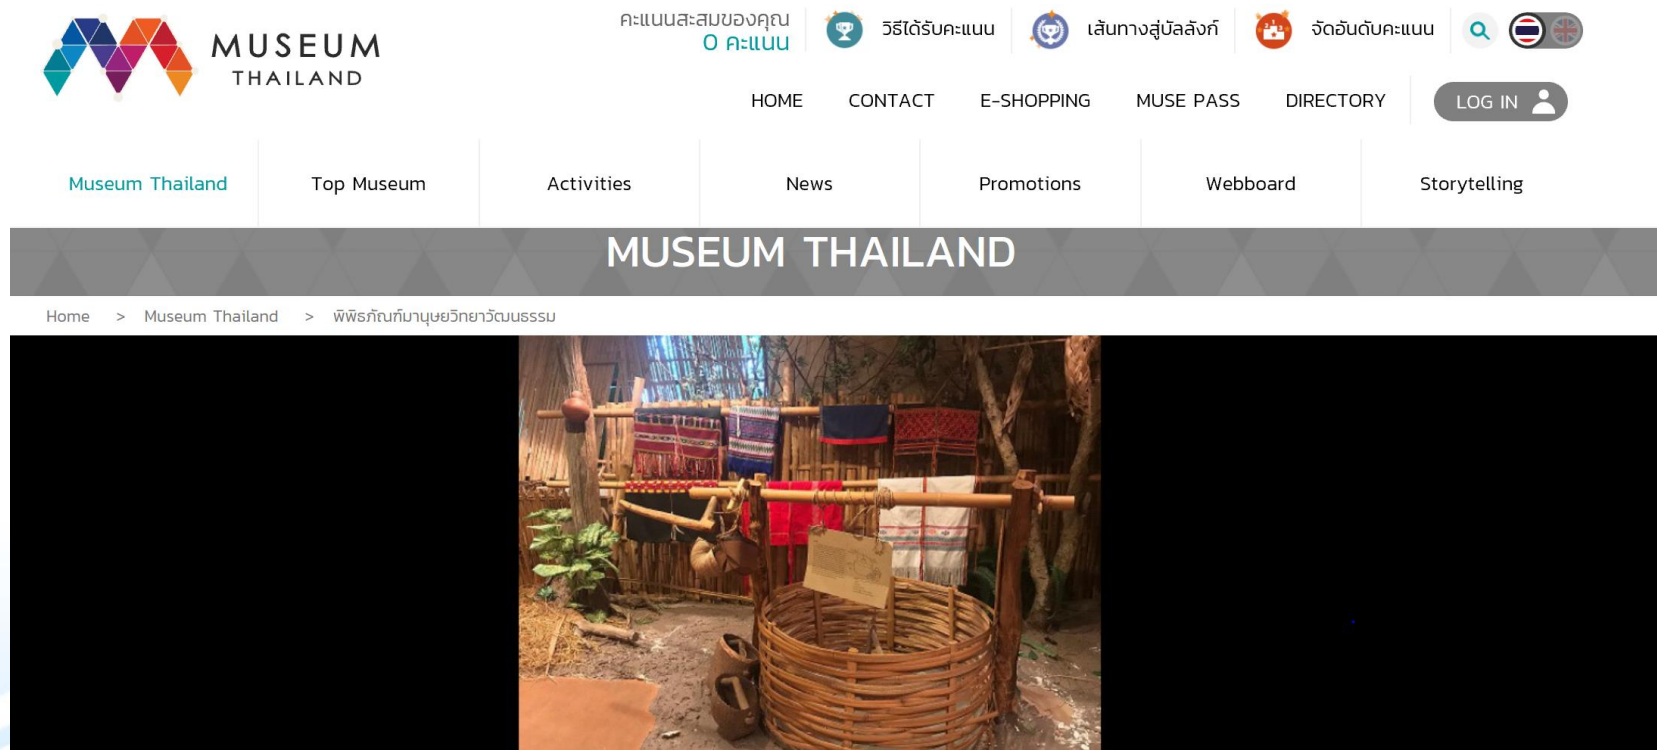 MUSEUM
THAILAND
คะแนนสะสมของคุณ
0 คะแนน
วิธีได้รับคะแนน
เส้นทางสู่บัลลังก์
จัดอันดับคะแนน
HOME CONTACT E-SHOPPING MUSE PASS DIRECTORY LOG IN
Museum Thailand Top Museum Activities News Promotions Webboard Storytelling
MUSEUM THAILAND
Home > Museum Thailand > พิพิธภัณฑ์มานุษยวิทยาวัฒนธรรม